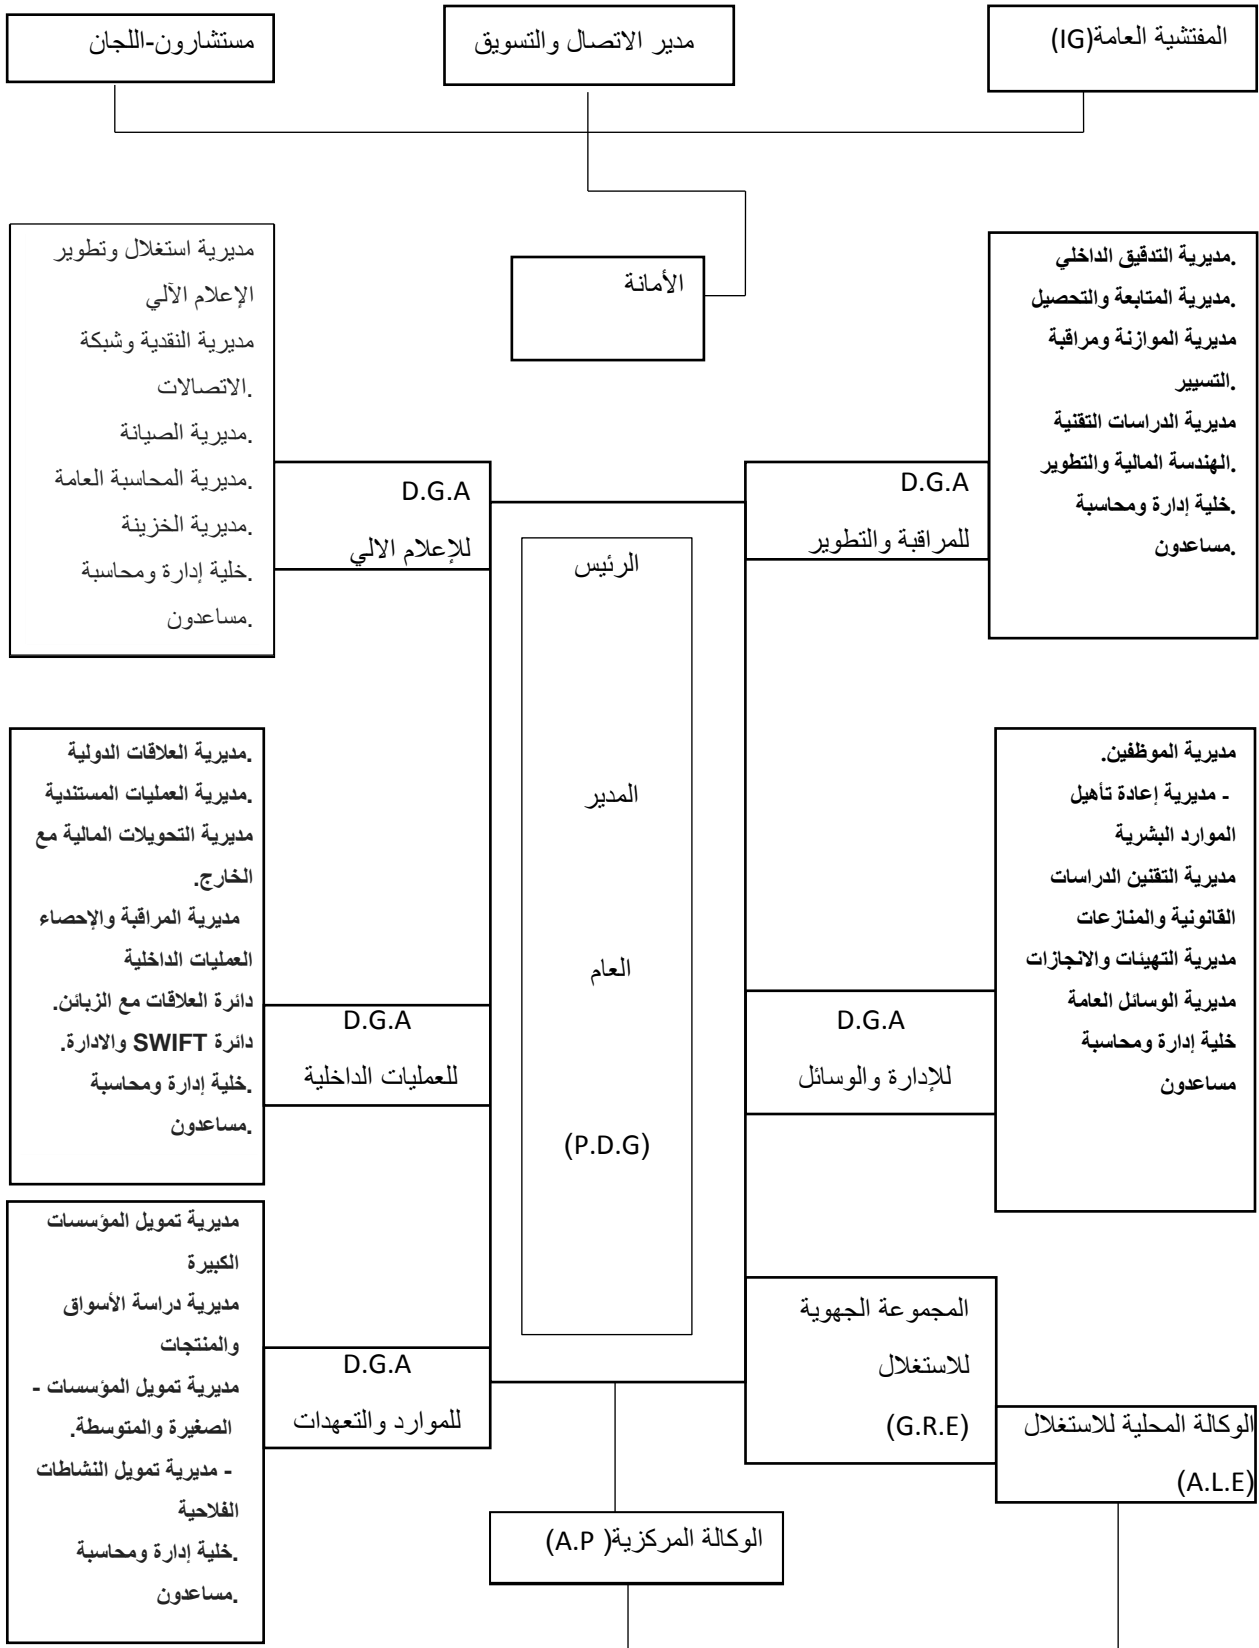 المفتشية العامة(IG)
مدير الاتصال والتسويق
مستشارون-اللجان
الأمانة
.مديرية التدقيق الداخلي
.مديرية المتابعة والتحصيل
مديرية الموازنة ومراقبة
.التسيير
مديرية الدراسات التقنية
.الهندسة المالية والتطوير
.خلية إدارة ومحاسبة
.مساعدون
D.G.A
للمراقبة والتطوير
D.G.A
للإعلام الالي
مديرية استغلال وتطوير
الإعلام الآلي
مديرية النقدية وشبكة
.الاتصالات
.مديرية الصيانة
.مديرية المحاسبة العامة
.مديرية الخزينة
.خلية إدارة ومحاسبة
.مساعدون
الرئيس
المدير
العام
(P.D.G)
مديرية الموظفين.
- مديرية إعادة تأهيل
الموارد البشرية
مديرية التقنين الدراسات
القانونية والمنازعات
مديرية التهيئات والانجازات
مديرية الوسائل العامة
خلية إدارة ومحاسبة
مساعدون
D.G.A
للإدارة والوسائل
D.G.A
للعمليات الداخلية
.مديرية العلاقات الدولية
.مديرية العمليات المستندية
مديرية التحويلات المالية مع
الخارج.
مديرية المراقبة والإحصاء
العمليات الداخلية
دائرة العلاقات مع الزبائن.
دائرة SWIFT والادارة.
.خلية إدارة ومحاسبة
.مساعدون
المجموعة الجهوية
للاستغلال
(G.R.E)
الوكالة المحلية للاستغلال
(A.L.E)
D.G.A
للموارد والتعهدات
مديرية تمويل المؤسسات
الكبيرة
مديرية دراسة الأسواق
والمنتجات
مديرية تمويل المؤسسات -
الصغيرة والمتوسطة.
- مديرية تمويل النشاطات
الفلاحية
.خلية إدارة ومحاسبة
.مساعدون
الوكالة المركزية( A.P)